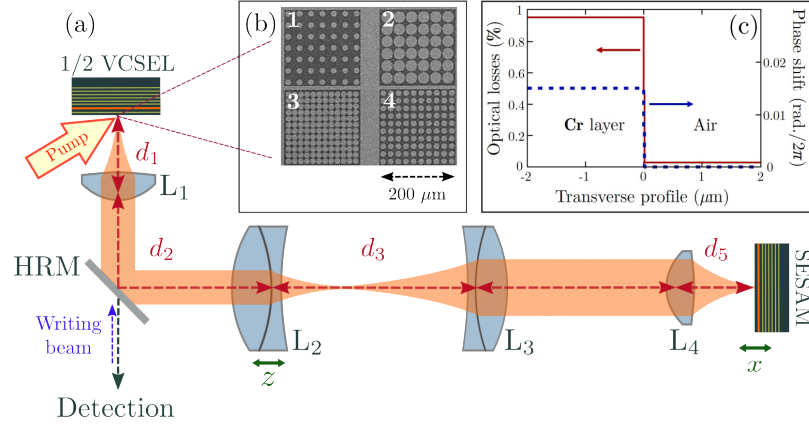 (a)
1/2 VCSEL
Pump
d₁
L₁
HRM
d₂
Writing
beam
Detection
L₂
z
d₃
L₃
d₅
L₄
x
SESAM
(b)
1
2
3
4
200 μm
(c)
Optical losses (%)
1
0.8
0.6
0.4
0.2
0
Cr layer
Air
0.02
0.01
0
Phase shift (rad./2π)
-2
-1
0
1
2
Transverse profile (μm)